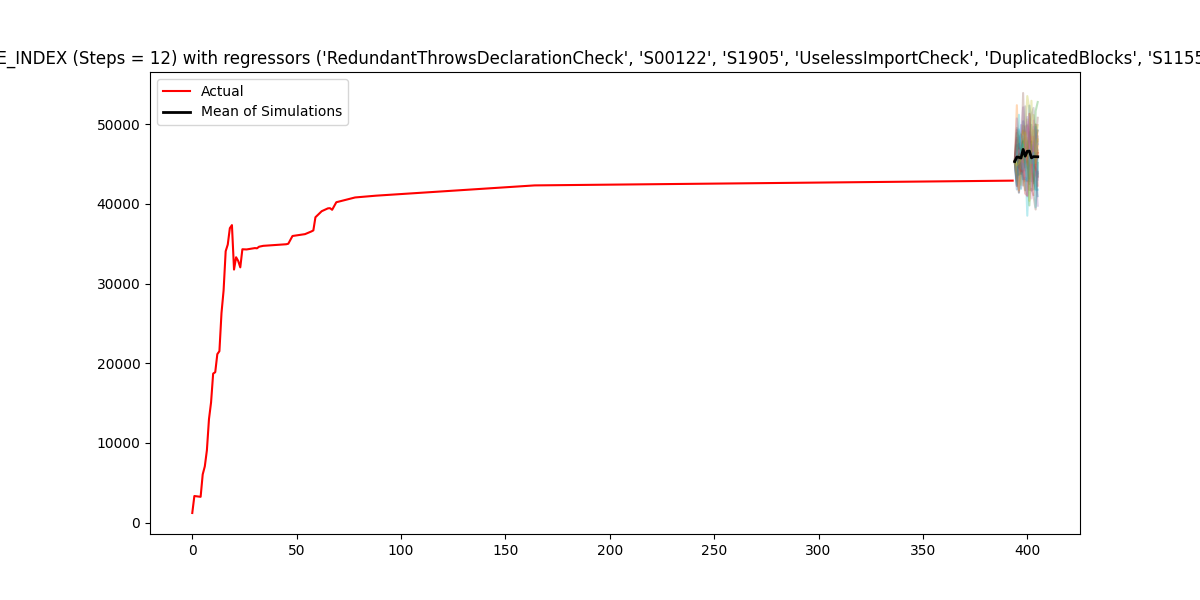 E_INDEX (Steps = 12) with regressors ('RedundantThrowsDeclarationCheck', 'S00122', 'S1905', 'UselessImportCheck', 'DuplicatedBlocks', 'S1155
Actual
Mean of Simulations
50000
40000
30000
20000
10000
0
0 50 100 150 200 250 300 350 400